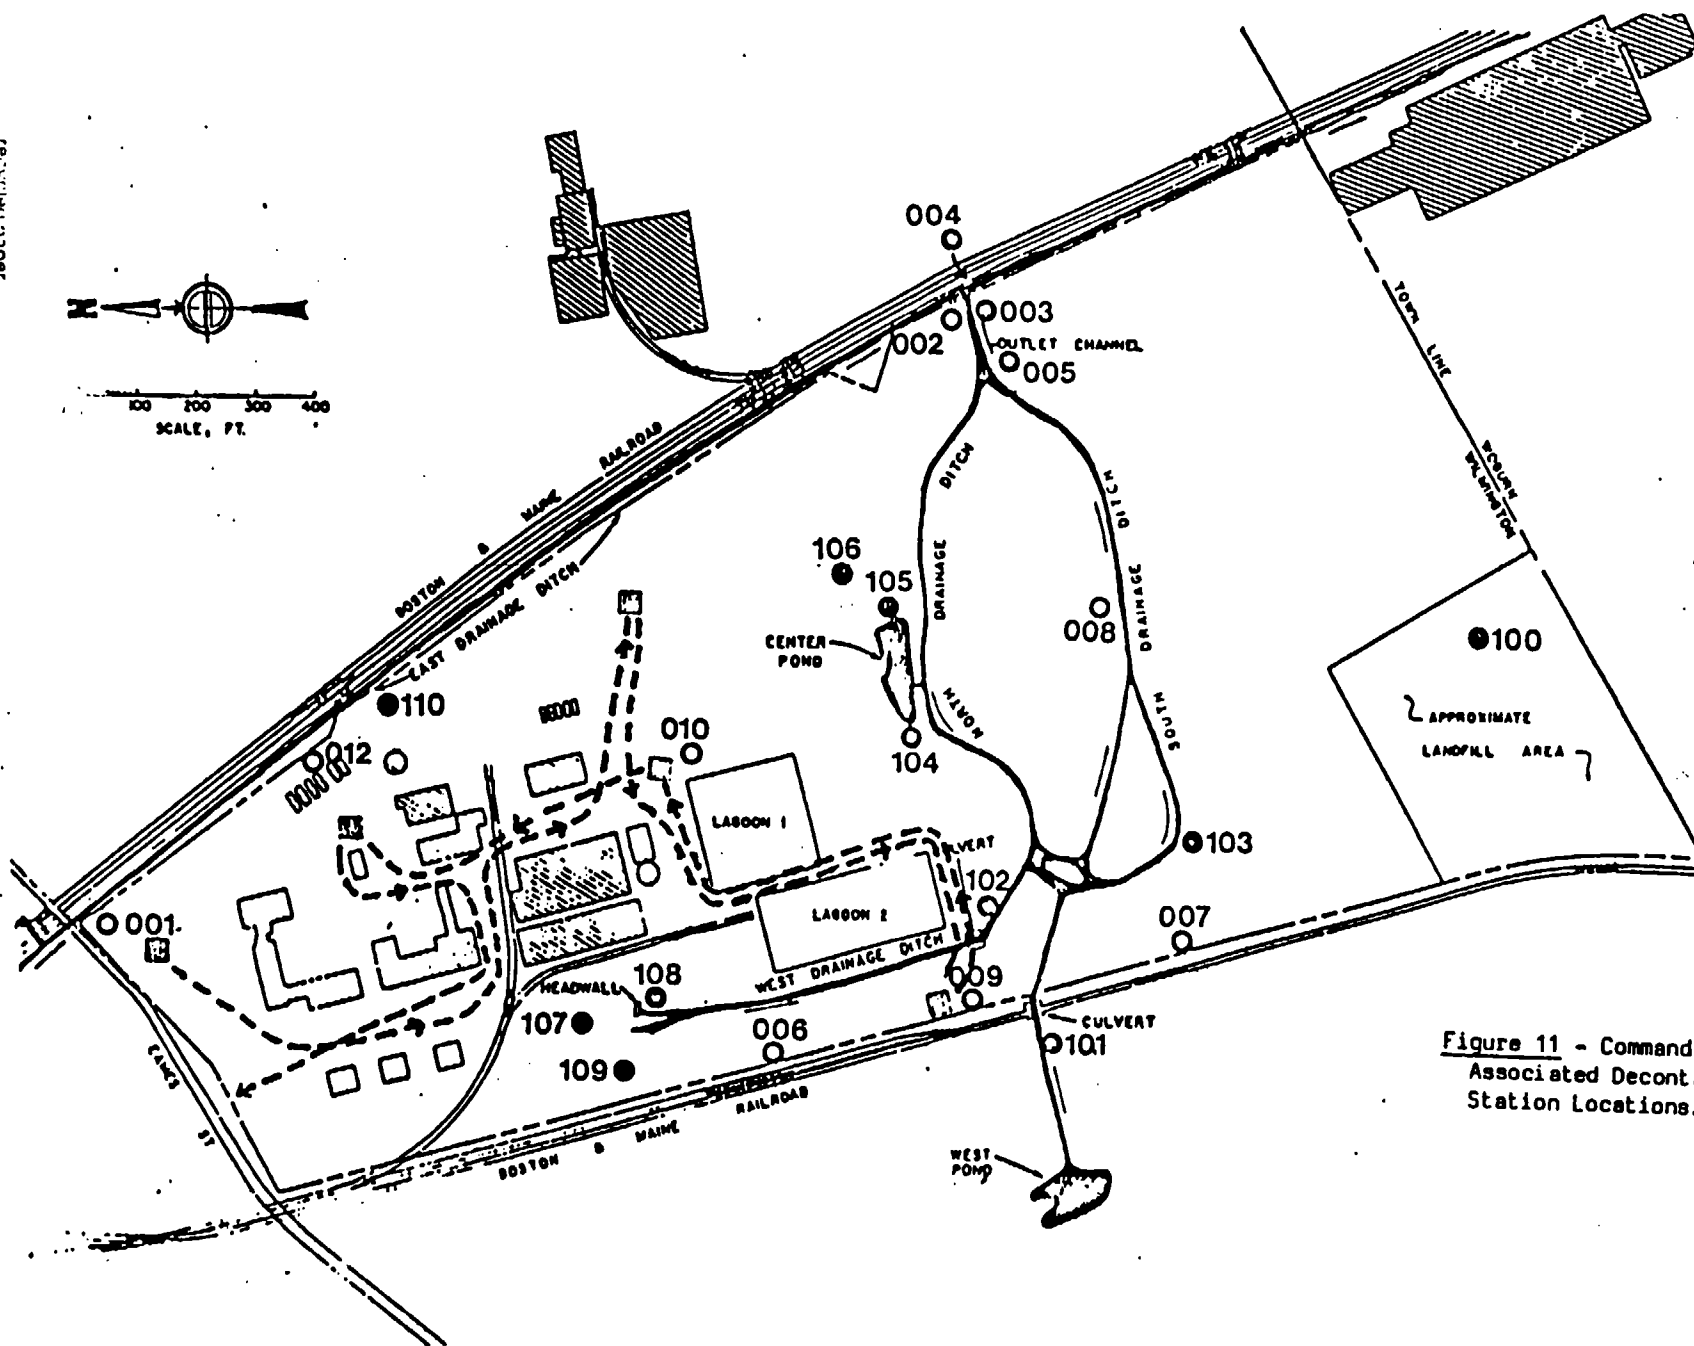 004
003
002
OUTLET CHANNEL
005
N
100 200 300 400
SCALE, FT.
BOSTON & MAINE RAILROAD
EAST DRAINAGE DITCH
TOWN LINE
WOBURN
WILMINGTON
NORTH DRAINAGE DITCH
SOUTH DRAINAGE DITCH
106
105
CENTER
POND
008
100
APPROXIMATE
LANDFILL AREA
110
012
010
104
LAGOON 1
103
LVERT
102
LAGOON 2
001
007
WEST DRAINAGE DITCH
009
HEADWALL
108
107
006
CULVERT
101
109
BOSTON & MAINE RAILROAD
EAMES ST
WEST
POND
Figure 11 - Command
Associated Decont.
Station Locations.